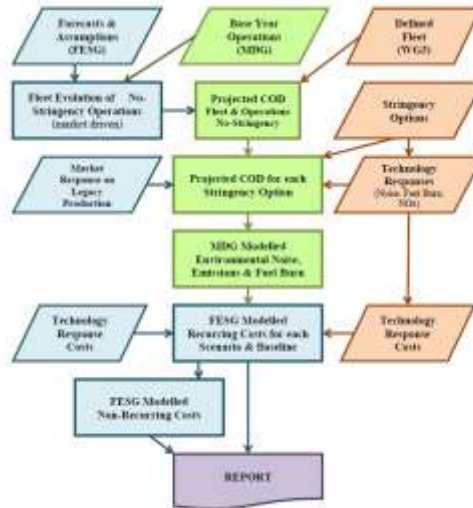 Forecasts &
Assumptions
(FESG)
Base Year
Operations
(MDG)
Defined
Fleet
(WG3)
Fleet Evolution of No-
Stringency Operations
(market driven)
Projected COD
Fleet & Operations
No-Stringency
Stringency
Options
Market
Response on
Legacy
Production
Projected COD for each
Stringency Option
Technology
Responses
(Noise, Fuel Burn,
NOx)
MDG Modelled
Environmental Noise,
Emissions & Fuel Burn
Technology
Response
Costs
FESG Modelled
Recurring Costs for each
Scenario & Baseline
Technology
Response
Costs
FESG Modelled
Non-Recurring Costs
REPORT